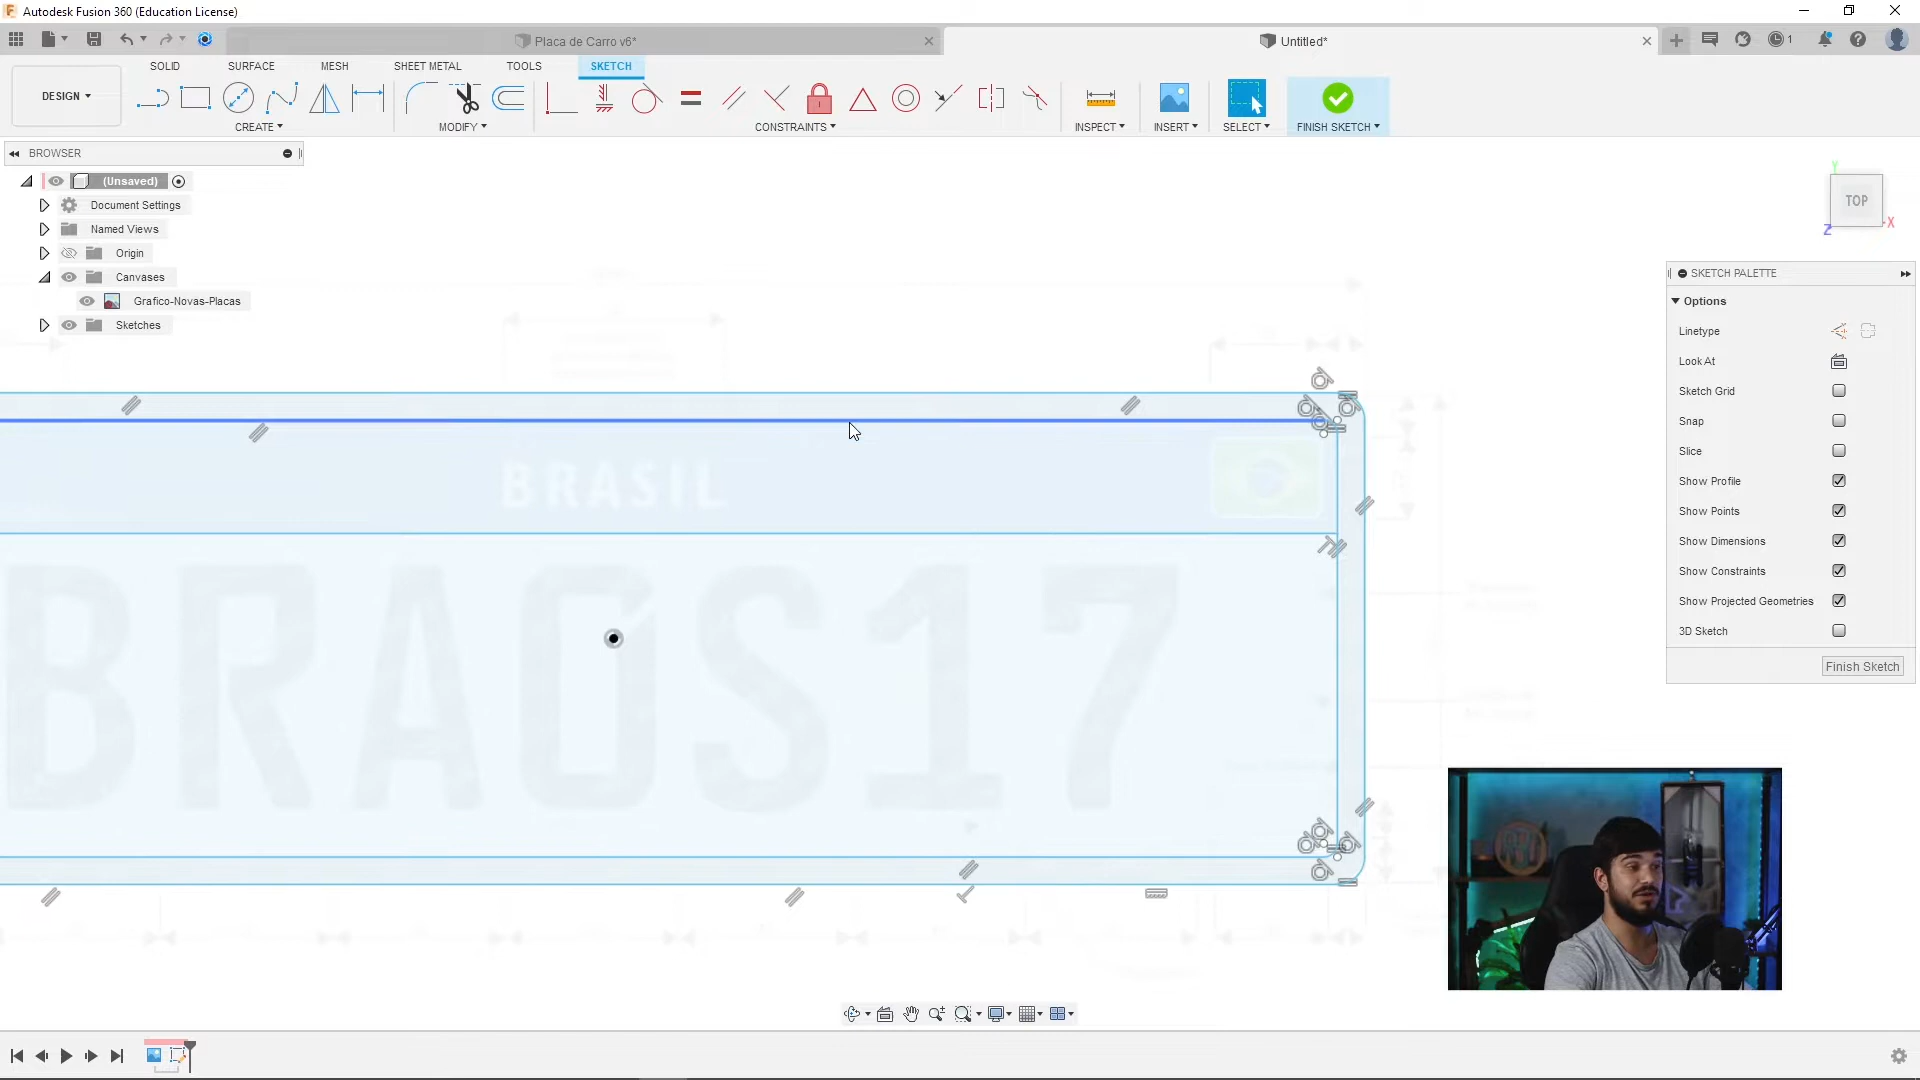 Autodesk Fusion 360 (Education License)
Placa de Carro v6*
Untitled*
1
DESIGN
SOLID
SURFACE
MESH
SHEET METAL
TOOLS
SKETCH
CREATE
MODIFY
CONSTRAINTS
INSPECT
INSERT
SELECT
FINISH SKETCH
BROWSER
(Unsaved)
Document Settings
Named Views
Origin
Canvases
Grafico-Novas-Placas
Sketches
Y
TOP
X
Z
SKETCH PALETTE
Options
Linetype
Look At
Sketch Grid
Snap
Slice
Show Profile
Show Points
Show Dimensions
Show Constraints
Show Projected Geometries
3D Sketch
Finish Sketch
BRASIL
BRAOS17